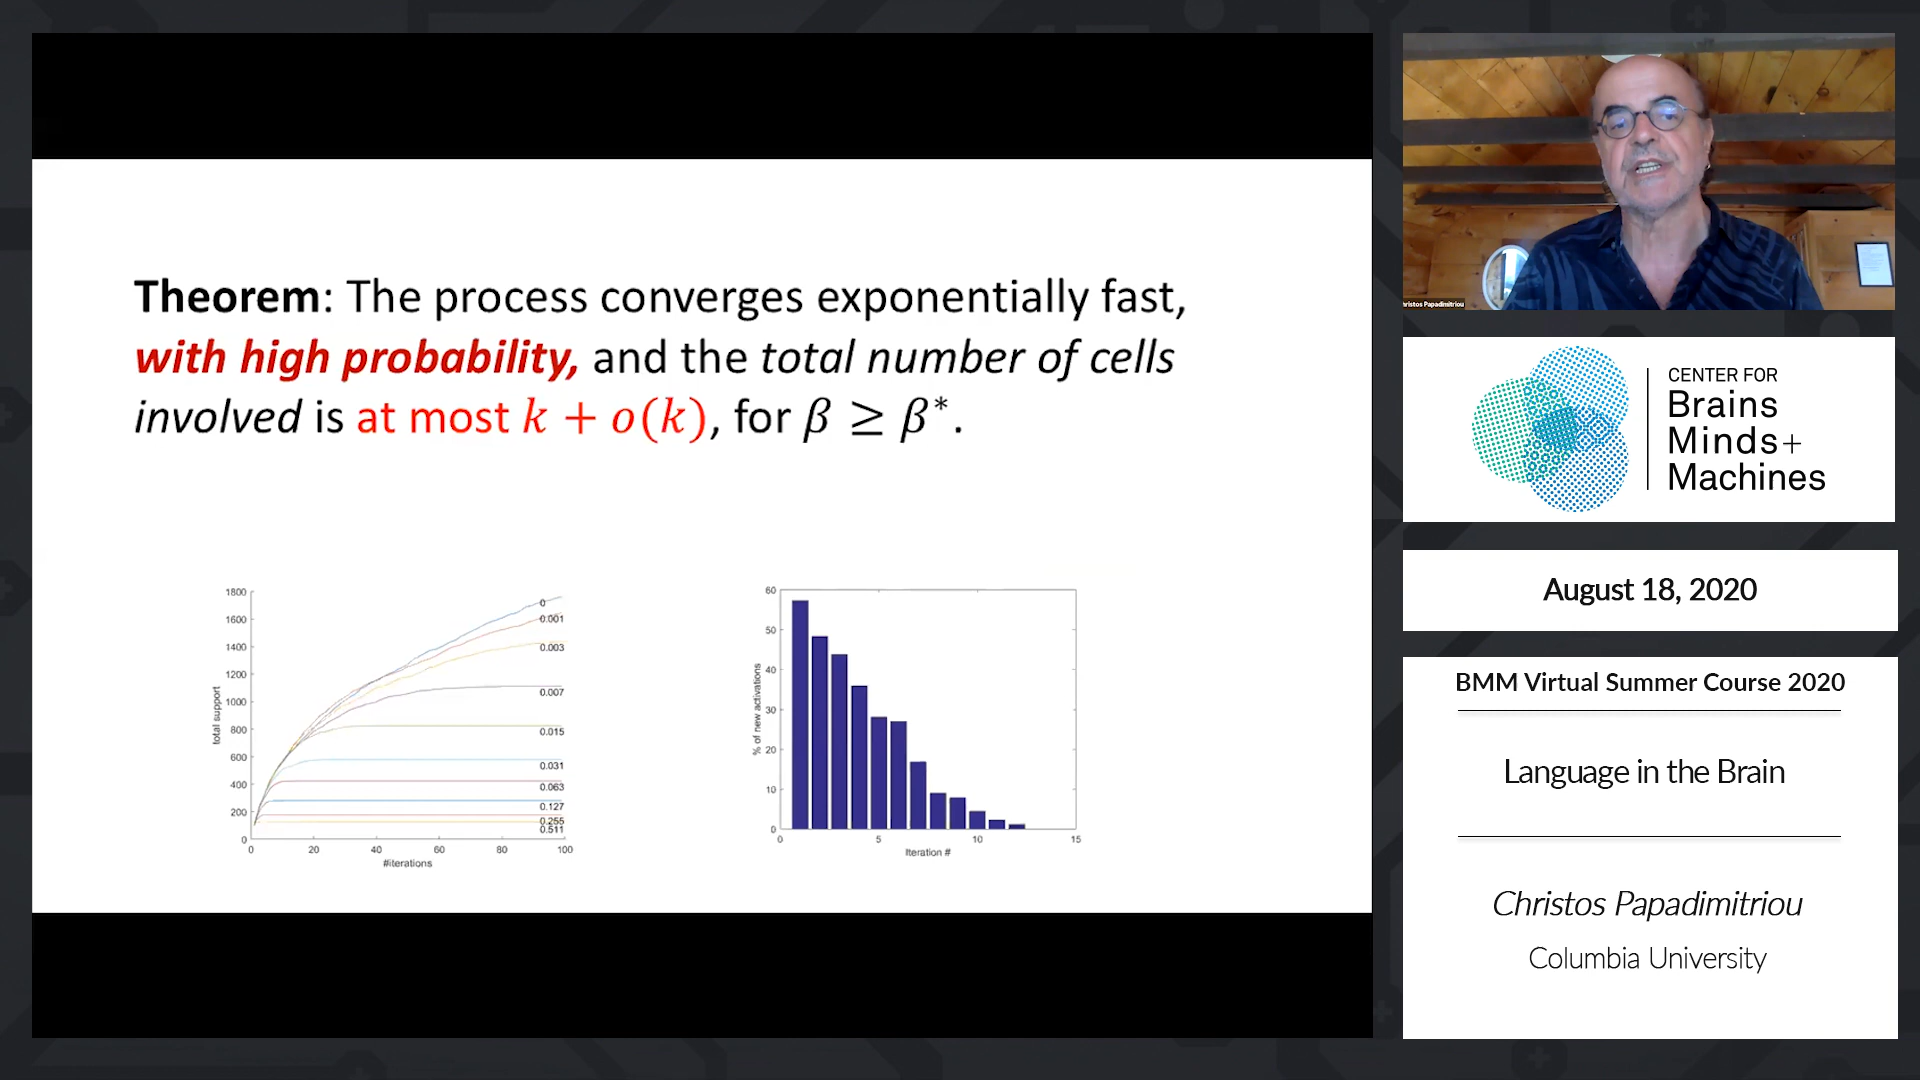 Theorem: The process converges exponentially fast,
with high probability, and the total number of cells
involved is at most k + o(k), for β ≥ β*.
1800
1600
1400
1200
1000
800
600
400
200
0
total support
0
0.001
0.003
0.007
0.015
0.031
0.063
0.127
0.255
0.511
0 20 40 60 80 100
#iterations
60
50
40
30
20
10
0
% of new activations
0 5 10 15
Iteration #
hristos Papadimitriou
CENTER FOR
Brains
Minds+
Machines
August 18, 2020
BMM Virtual Summer Course 2020
Language in the Brain
Christos Papadimitriou
Columbia University